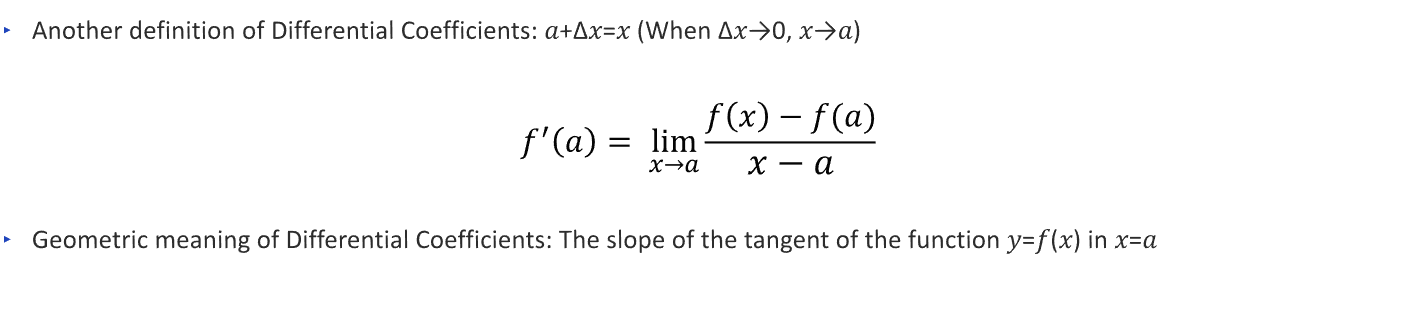 ‣ Another definition of Differential Coefficients: a+Δx=x (When Δx→0, x→a)
f'(a) = lim x→a f(x) − f(a) / x − a
‣ Geometric meaning of Differential Coefficients: The slope of the tangent of the function y=f(x) in x=a